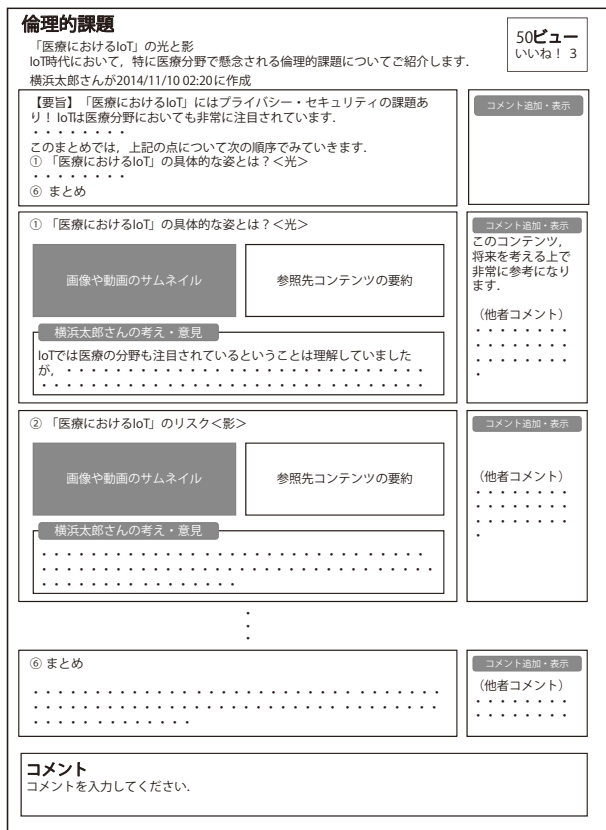 倫理的課題
「医療におけるIoT」の光と影
IoT時代において，特に医療分野で懸念される倫理的課題についてご紹介します．
横浜太郎さんが2014/11/10 02:20に作成
50ビュー
いいね！ 3
【要旨】「医療におけるIoT」にはプライバシー・セキュリティの課題あ
り！ IoTは医療分野においても非常に注目されています．
・・・・・・・・
このまとめでは，上記の点について次の順序でみていきます．
① 「医療におけるIoT」の具体的な姿とは？＜光＞
・・・・・・・・
⑥ まとめ
コメント追加・表示
① 「医療におけるIoT」の具体的な姿とは？＜光＞
画像や動画のサムネイル
参照先コンテンツの要約
横浜太郎さんの考え・意見
IoTでは医療の分野も注目されているということは理解していました
が，・・・・・・・・・・・・・・・・・・・・・・・・・・・・
・・・・・・・・・・・・・・・・・・・・・・・・・・・・・・
コメント追加・表示
このコンテンツ，
将来を考える上で
非常に参考になり
ます．
（他者コメント）
・・・・・・・・
・・・・・・・・
・・・・・・・・
・
② 「医療におけるIoT」のリスク＜影＞
画像や動画のサムネイル
参照先コンテンツの要約
横浜太郎さんの考え・意見
・・・・・・・・・・・・・・・・・・・・・・・・・・・・・・
・・・・・・・・・・・・・・・・・・・・・・・・・・・・・・・
・・・・・・・・・・・・・・・・
コメント追加・表示
（他者コメント）
・・・・・・・・
・・・・・・・・
・・・・・・・・
・
・
・
・
⑥ まとめ
・・・・・・・・・・・・・・・・・・・・・・・・・・・・・・・・
・・・・・・・・・・・・・・・・・・・・・・・・・・・・・・・・
・・・・・・・・・・・・・
コメント追加・表示
（他者コメント）
・・・・・・・・
・・・・・・・・
コメント
コメントを入力してください．